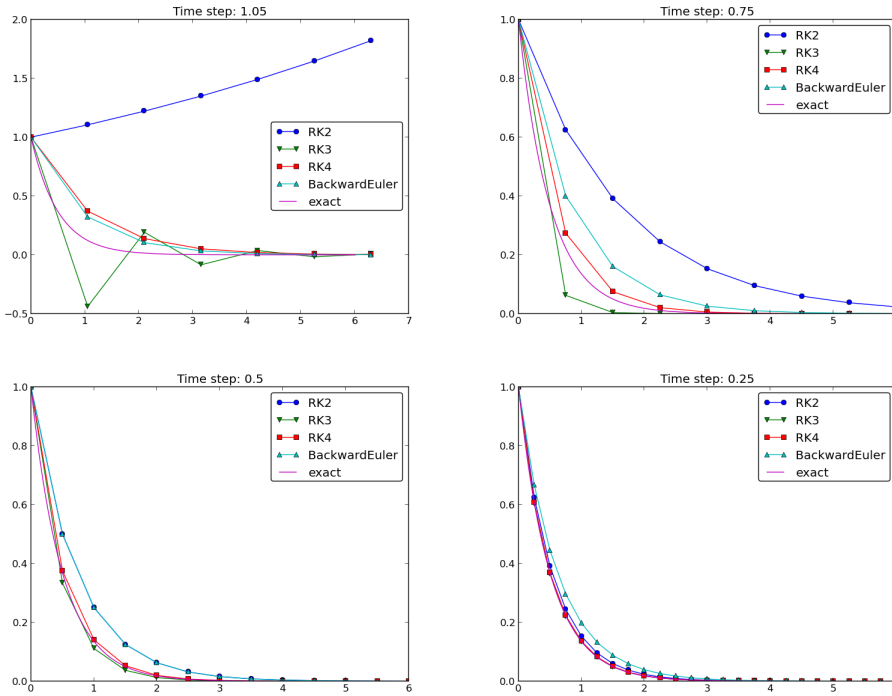 Time step: 1.05
2.0
1.5
1.0
0.5
0.0
−0.5
0 1 2 3 4 5 6 7
RK2
RK3
RK4
BackwardEuler
exact
Time step: 0.75
1.0
0.8
0.6
0.4
0.2
0.0
0 1 2 3 4 5
RK2
RK3
RK4
BackwardEuler
exact
Time step: 0.5
1.0
0.8
0.6
0.4
0.2
0.0
0 1 2 3 4 5 6
RK2
RK3
RK4
BackwardEuler
exact
Time step: 0.25
1.0
0.8
0.6
0.4
0.2
0.0
0 1 2 3 4 5
RK2
RK3
RK4
BackwardEuler
exact